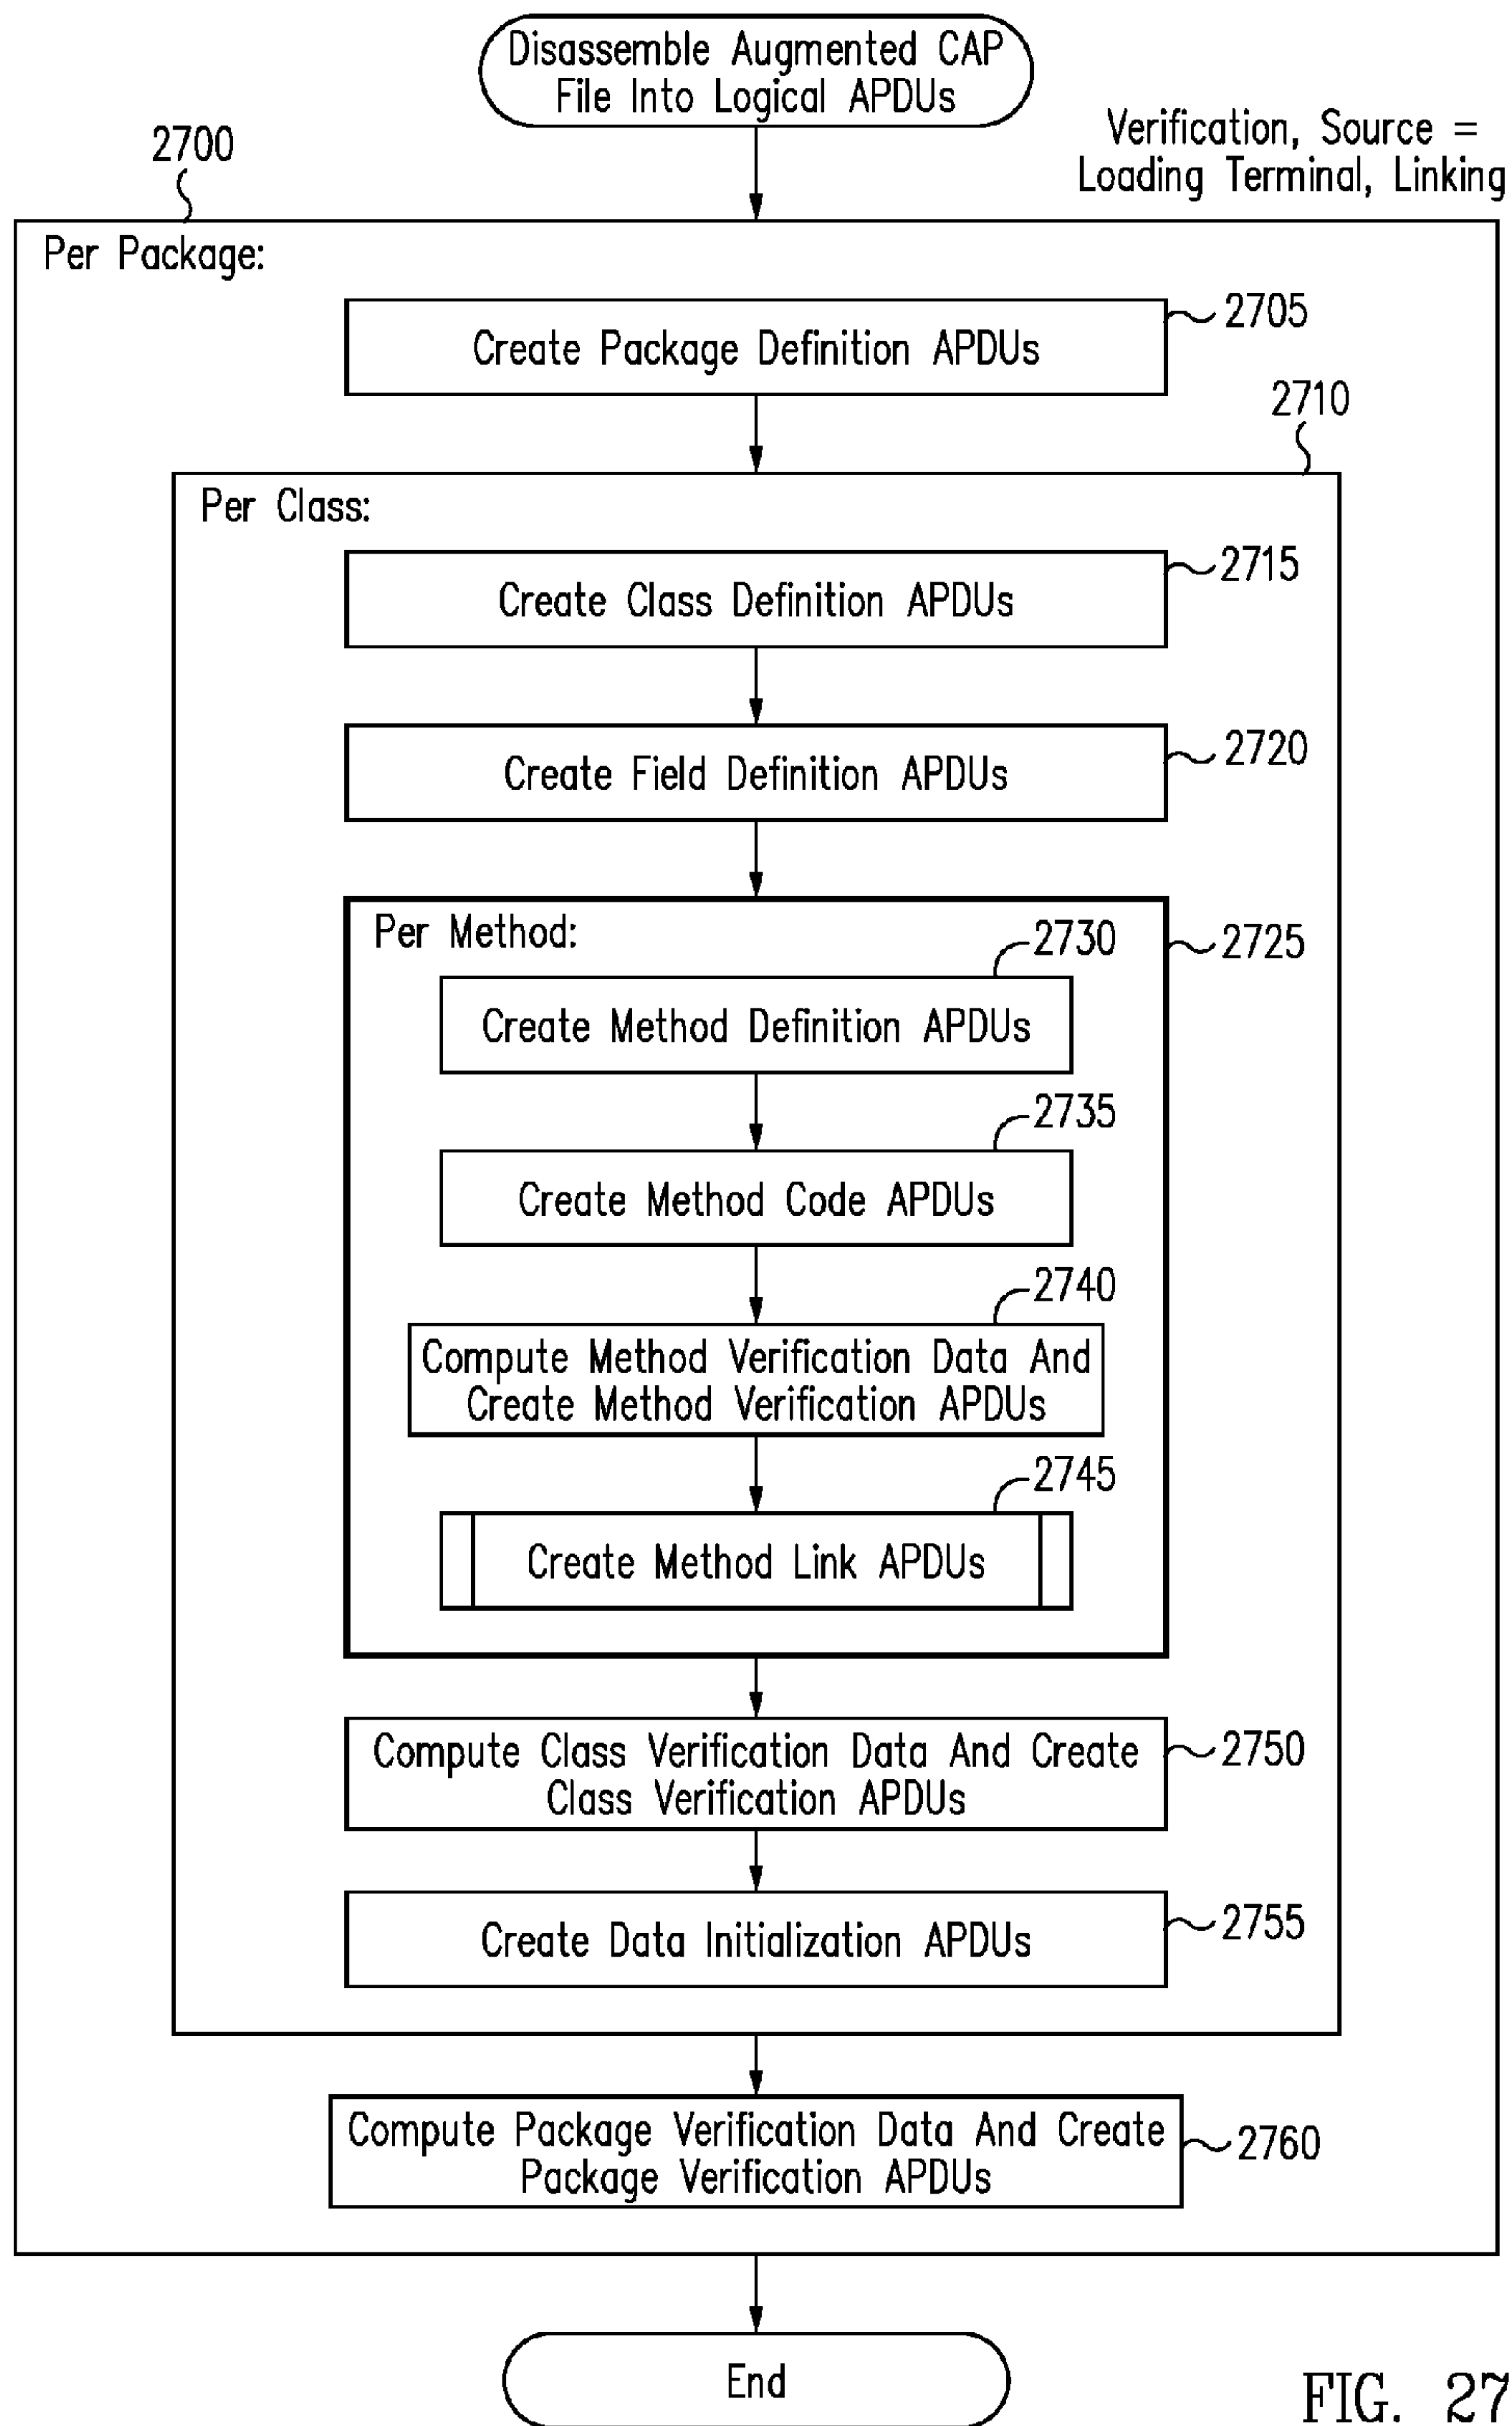 Disassemble Augmented CAP
File Into Logical APDUs
Verification, Source =
Loading Terminal, Linking
2700
Per Package:
2705
Create Package Definition APDUs
2710
Per Class:
2715
Create Class Definition APDUs
2720
Create Field Definition APDUs
Per Method:
2725
2730
Create Method Definition APDUs
2735
Create Method Code APDUs
2740
Compute Method Verification Data And
Create Method Verification APDUs
2745
Create Method Link APDUs
Compute Class Verification Data And Create
Class Verification APDUs
2750
Create Data Initialization APDUs
2755
Compute Package Verification Data And Create
Package Verification APDUs
2760
End
FIG. 27